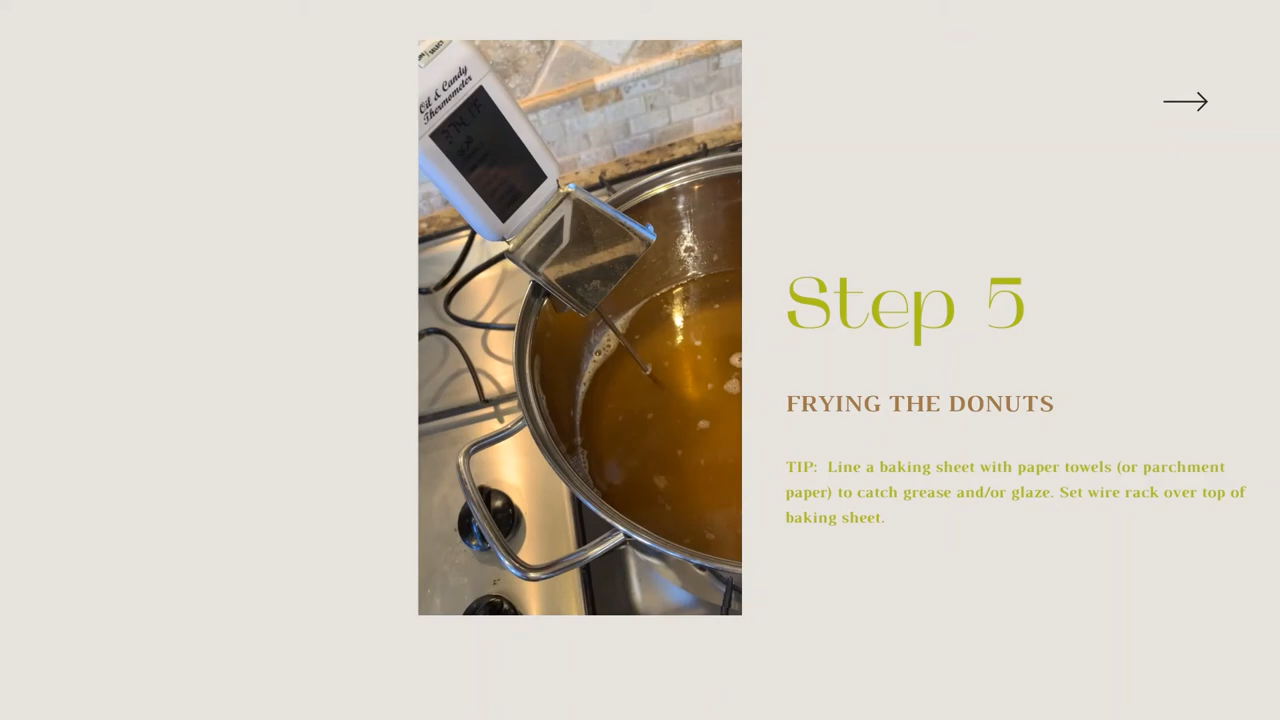 Oil & Candy
Thermometer
Step 5
FRYING THE DONUTS
TIP: Line a baking sheet with paper towels (or parchment
paper) to catch grease and/or glaze. Set wire rack over top of
baking sheet.